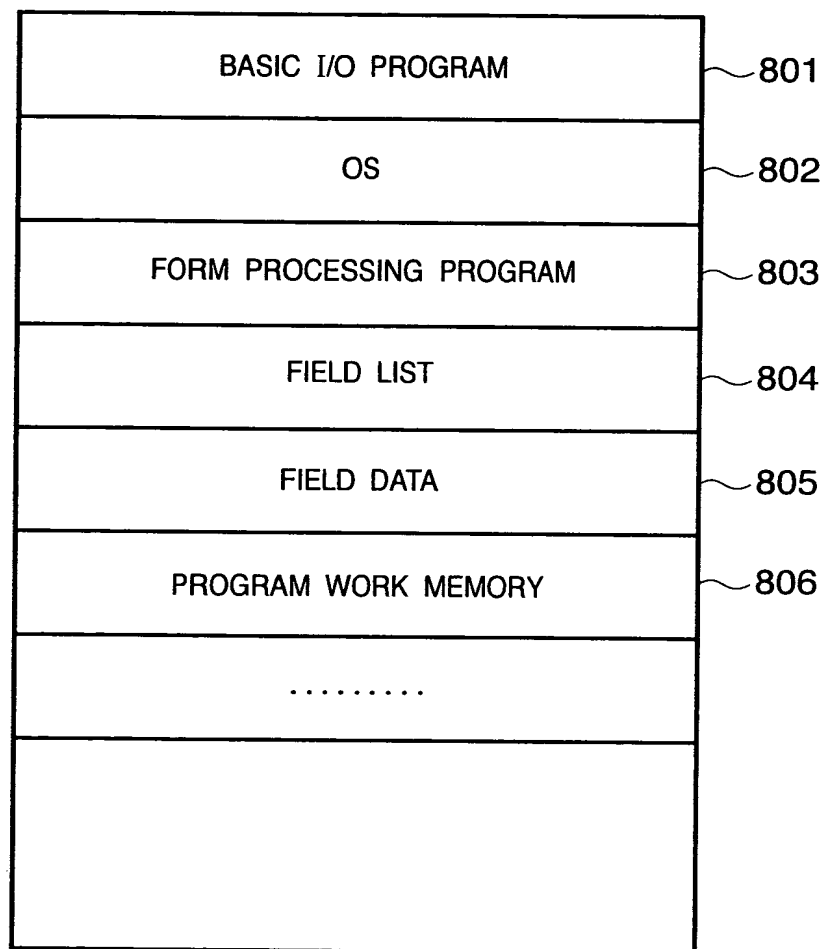 BASIC I/O PROGRAM 801
OS 802
FORM PROCESSING PROGRAM 803
FIELD LIST 804
FIELD DATA 805
PROGRAM WORK MEMORY 806
.........